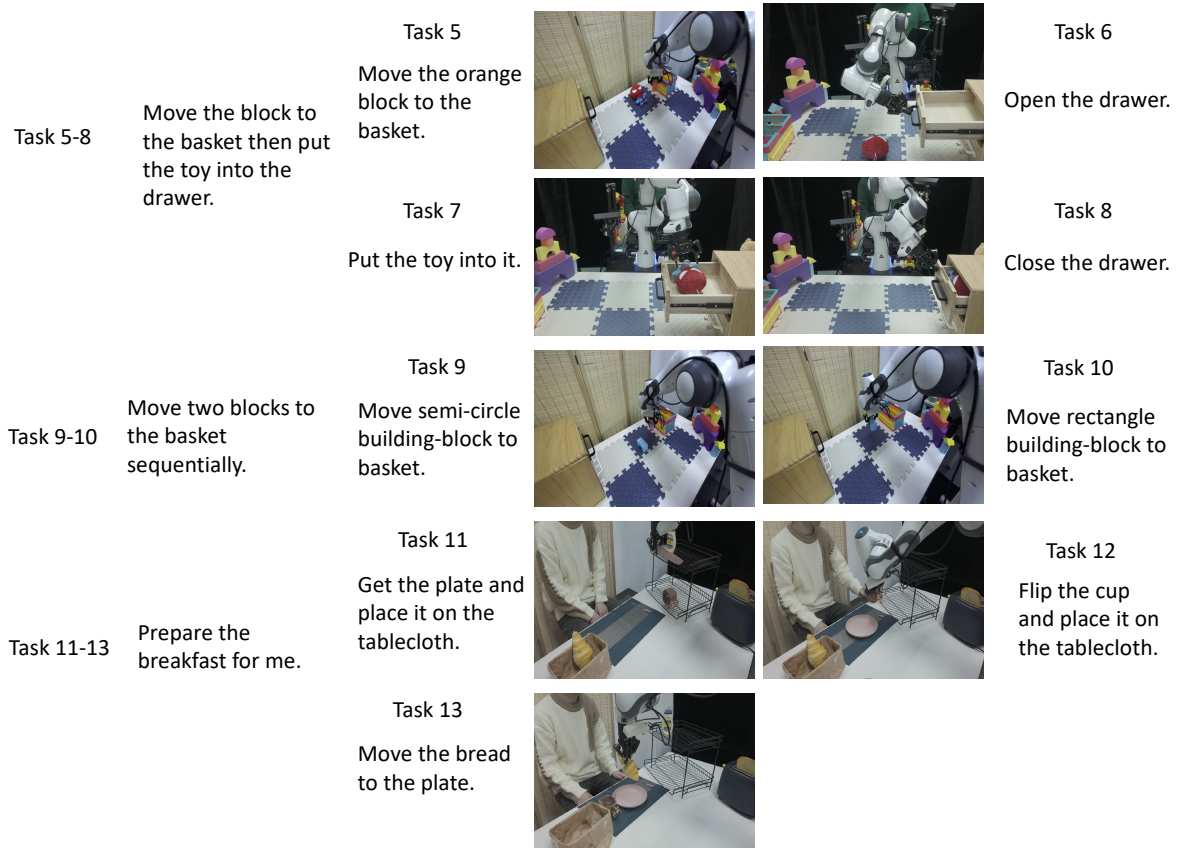 Task 5-8
Move the block to
the basket then put
the toy into the
drawer.
Task 5
Move the orange
block to the
basket.
Task 6
Open the drawer.
Task 7
Put the toy into it.
Task 8
Close the drawer.
Task 9-10
Move two blocks to
the basket
sequentially.
Task 9
Move semi-circle
building-block to
basket.
Task 10
Move rectangle
building-block to
basket.
Task 11-13
Prepare the
breakfast for me.
Task 11
Get the plate and
place it on the
tablecloth.
Task 12
Flip the cup
and place it on
the tablecloth.
Task 13
Move the bread
to the plate.